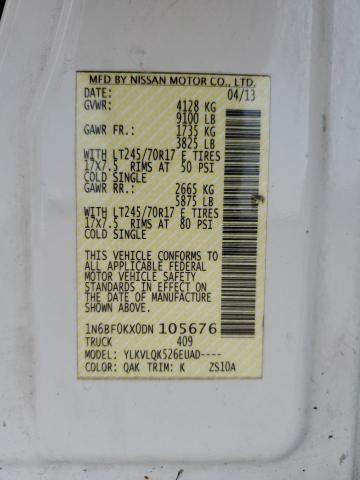 MFD BY NISSAN MOTOR CO., LTD.
DATE: 04/13
GVWR: 4128 KG
9100 LB
GAWR FR.: 1735 KG
3825 LB
WITH LT245/70R17 E TIRES
17X7.5 RIMS AT 50 PSI
COLD SINGLE
GAWR RR.: 2665 KG
5875 LB
WITH LT245/70R17 E TIRES
17X7.5 RIMS AT 80 PSI
COLD SINGLE
THIS VEHICLE CONFORMS TO
ALL APPLICABLE FEDERAL
MOTOR VEHICLE SAFETY
STANDARDS IN EFFECT ON
THE DATE OF MANUFACTURE
SHOWN ABOVE.
1N6BF0KX0DN 105676
TRUCK 409
MODEL: YLKVLQK526EUAD----
COLOR: QAK TRIM: K ZS10A